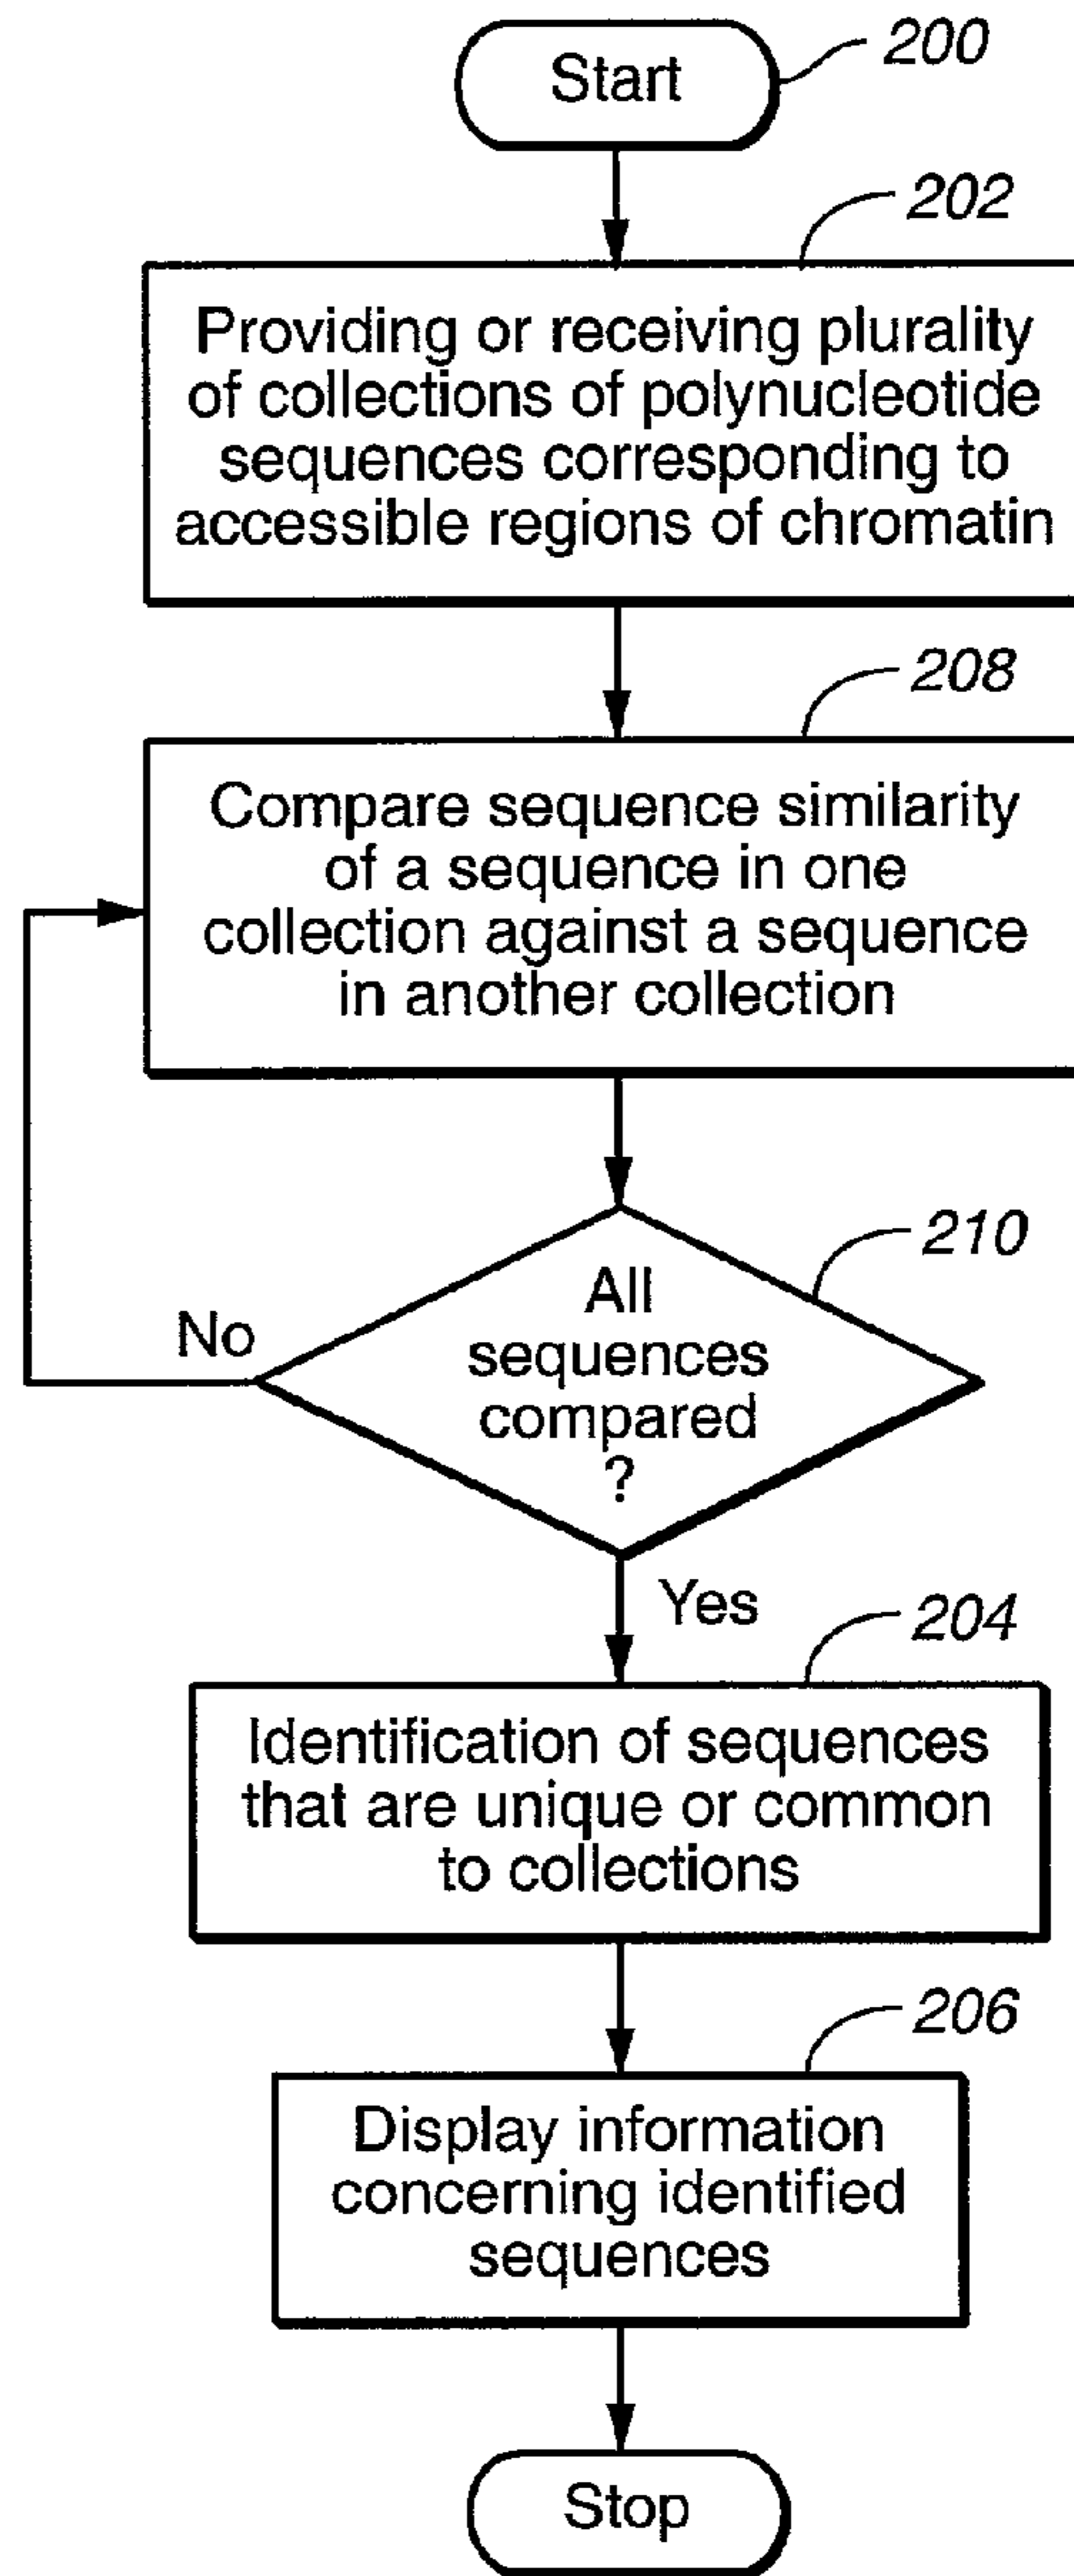 Start
200
202
Providing or receiving plurality
of collections of polynucleotide
sequences corresponding to
accessible regions of chromatin
208
Compare sequence similarity
of a sequence in one
collection against a sequence
in another collection
210
All
sequences
compared
?
No
Yes
204
Identification of sequences
that are unique or common
to collections
206
Display information
concerning identified
sequences
Stop